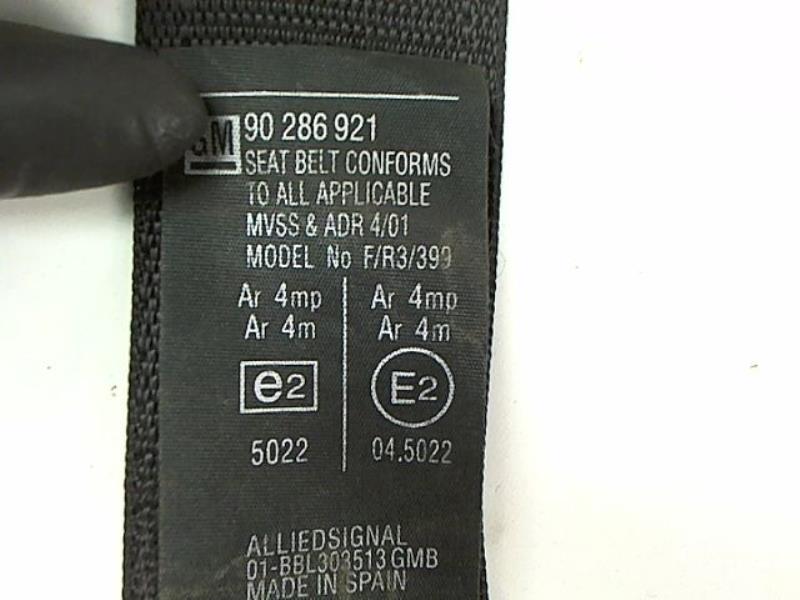 GM 90 286 921
SEAT BELT CONFORMS
TO ALL APPLICABLE
MVSS & ADR 4/01
MODEL No F/R3/399
Ar 4mp Ar 4mp
Ar 4m Ar 4m
e2 E2
5022 04.5022
ALLIEDSIGNAL
01-BBL303513 GMB
MADE IN SPAIN